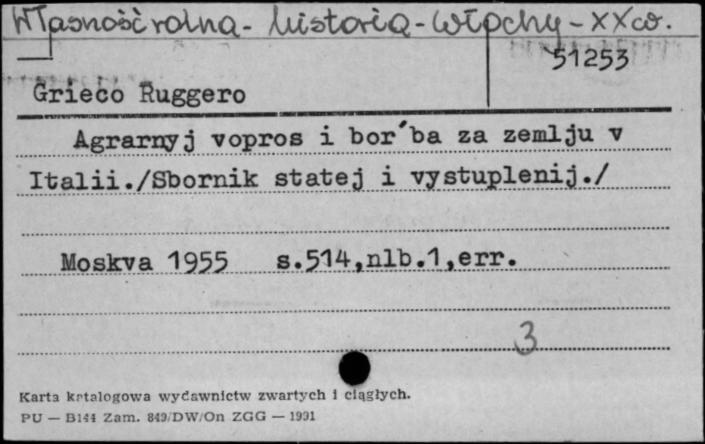 Własność rolna - historia - Włochy - XX w.
51253
Grieco Ruggero
Agrarnyj vopros i bor´ba za zemlju v
Italii./Sbornik statej i vystuplenij./
Moskva 1955 s.514,nlb.1,err.
3
Karta katalogowa wydawnictw zwartych i ciągłych.
PU — B144 Zam. 849/DW/On ZGG — 1991